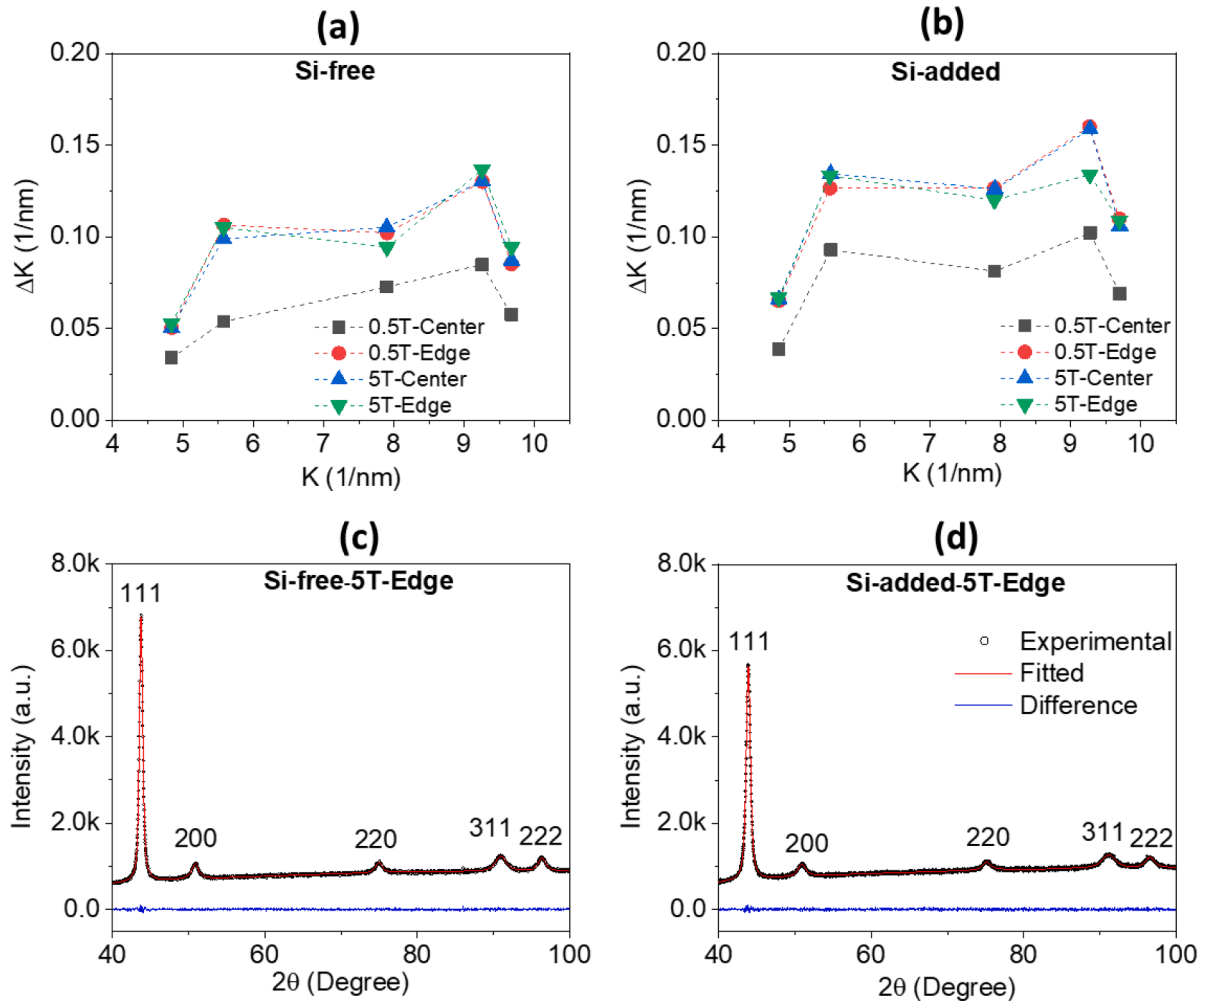 (a)
Si-free
0.20
0.15
0.10
0.05
0.00
ΔK (1/nm)
0.5T-Center
0.5T-Edge
5T-Center
5T-Edge
4 5 6 7 8 9 10
K (1/nm)
(b)
Si-added
0.20
0.15
0.10
0.05
0.00
ΔK (1/nm)
0.5T-Center
0.5T-Edge
5T-Center
5T-Edge
4 5 6 7 8 9 10
K (1/nm)
(c)
Si-free-5T-Edge
8.0k
6.0k
4.0k
2.0k
0.0
Intensity (a.u.)
111
200
220
311
222
40 60 80 100
2θ (Degree)
(d)
Si-added-5T-Edge
8.0k
6.0k
4.0k
2.0k
0.0
Intensity (a.u.)
111
Experimental
Fitted
Difference
200
220
311
222
40 60 80 100
2θ (Degree)